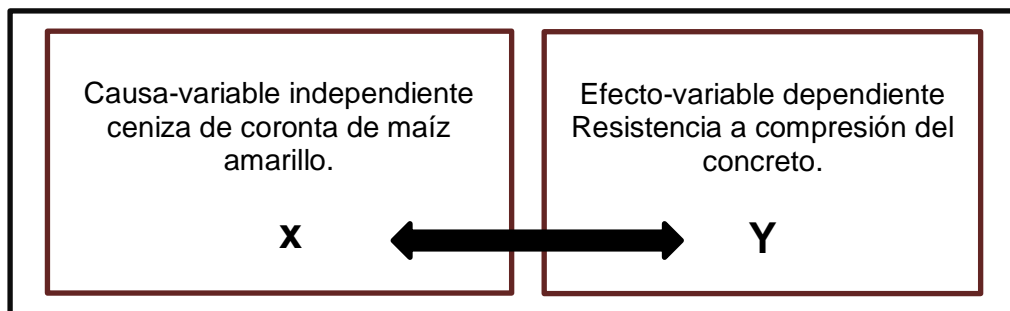 Causa-variable independiente
ceniza de coronta de maíz
amarillo.
x
Efecto-variable dependiente
Resistencia a compresión del
concreto.
Y